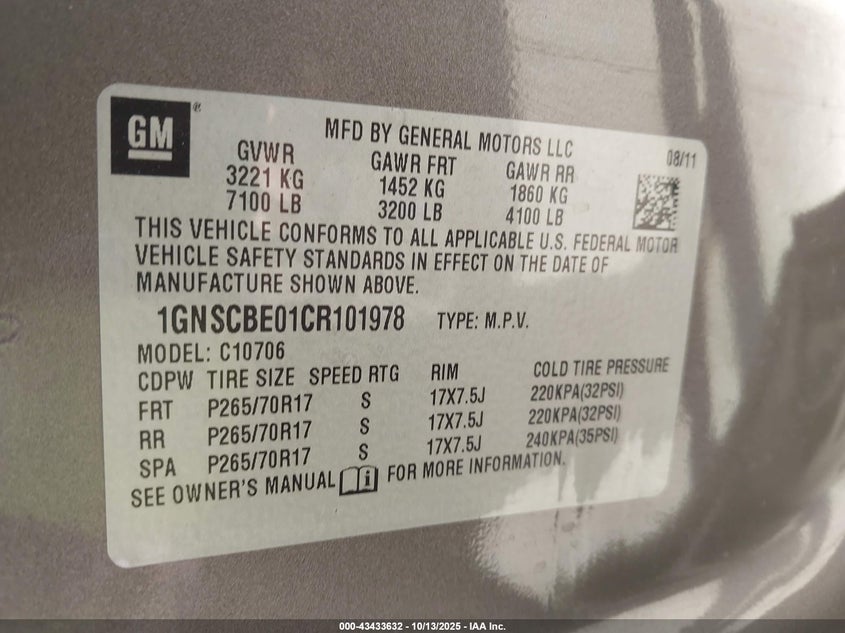 GM ®
MFD BY GENERAL MOTORS LLC
08/11
GVWR GAWR FRT GAWR RR
3221 KG 1452 KG 1860 KG
7100 LB 3200 LB 4100 LB
THIS VEHICLE CONFORMS TO ALL APPLICABLE U.S. FEDERAL MOTOR
VEHICLE SAFETY STANDARDS IN EFFECT ON THE DATE OF
MANUFACTURE SHOWN ABOVE.
1GNSCBE01CR101978 TYPE: M.P.V.
MODEL: C10706
CDPW TIRE SIZE SPEED RTG RIM COLD TIRE PRESSURE
FRT P265/70R17 S 17X7.5J 220KPA(32PSI)
RR P265/70R17 S 17X7.5J 220KPA(32PSI)
SPA P265/70R17 S 17X7.5J 240KPA(35PSI)
SEE OWNER'S MANUAL i FOR MORE INFORMATION.
000-43433632 - 10/13/2025 - IAA Inc.